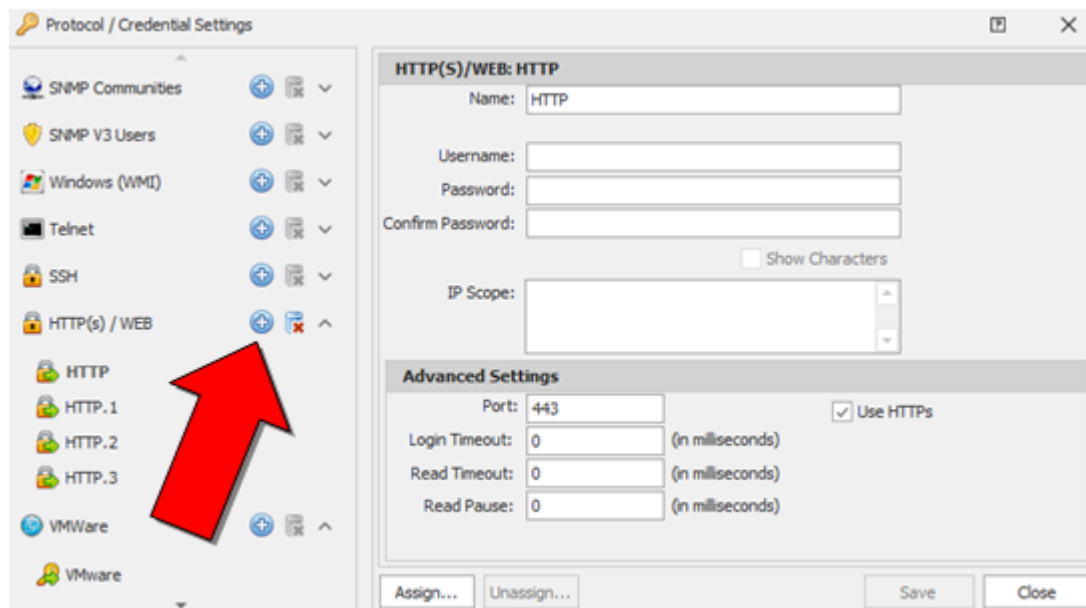 Protocol / Credential Settings
SNMP Communities
SNMP V3 Users
Windows (WMI)
Telnet
SSH
HTTP(s) / WEB
HTTP
HTTP.1
HTTP.2
HTTP.3
VMWare
VMware
HTTP(S)/WEB: HTTP
Name: HTTP
Username:
Password:
Confirm Password:
Show Characters
IP Scope:
Advanced Settings
Port: 443 Use HTTPs
Login Timeout: 0 (in milliseconds)
Read Timeout: 0 (in milliseconds)
Read Pause: 0 (in milliseconds)
Assign... Unassign... Save Close